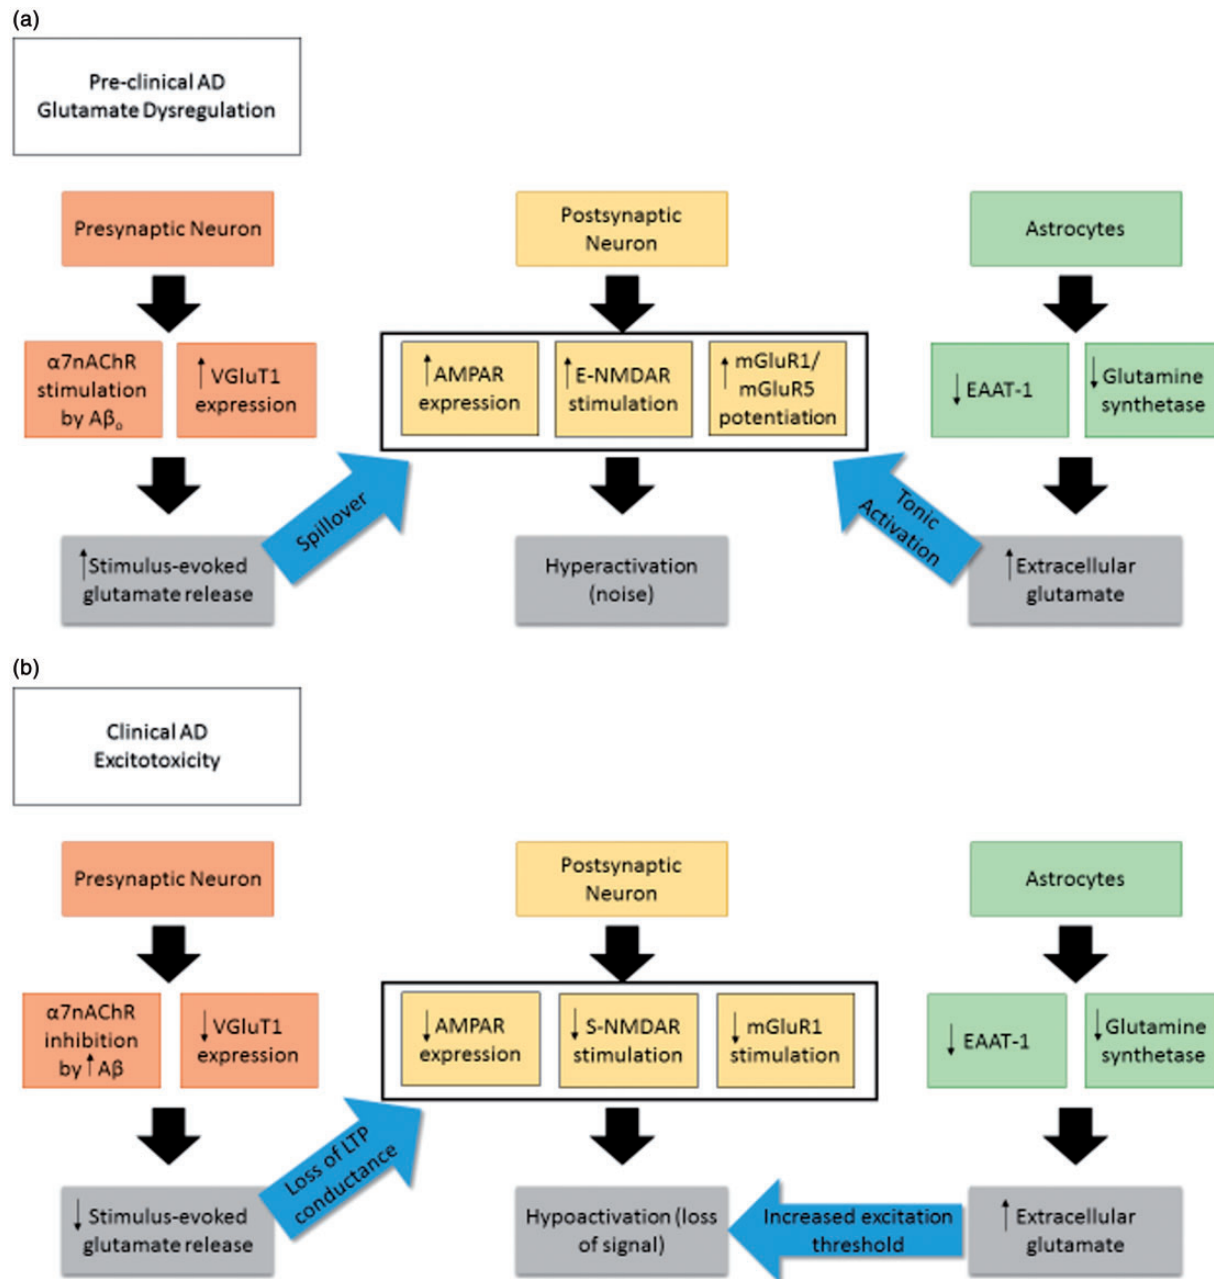 (a)
Pre-clinical AD
Glutamate Dysregulation
Presynaptic Neuron
Postsynaptic
Neuron
Astrocytes
α7nAChR
stimulation
by Aβₒ
↑ VGluT1
expression
↑ AMPAR
expression
↑ E-NMDAR
stimulation
↑ mGluR1/
mGluR5
potentiation
↓ EAAT-1
↓ Glutamine
synthetase
Spillover
Tonic
Activation
↑ Stimulus-evoked
glutamate release
Hyperactivation
(noise)
↑ Extracellular
glutamate
(b)
Clinical AD
Excitotoxicity
Presynaptic Neuron
Postsynaptic
Neuron
Astrocytes
α7nAChR
inhibition
by ↑ Aβ
↓ VGluT1
expression
↓ AMPAR
expression
↓ S-NMDAR
stimulation
↓ mGluR1
stimulation
↓ EAAT-1
↓ Glutamine
synthetase
Loss of LTP
conductance
↓ Stimulus-evoked
glutamate release
Hypoactivation (loss
of signal)
Increased excitation
threshold
↑ Extracellular
glutamate